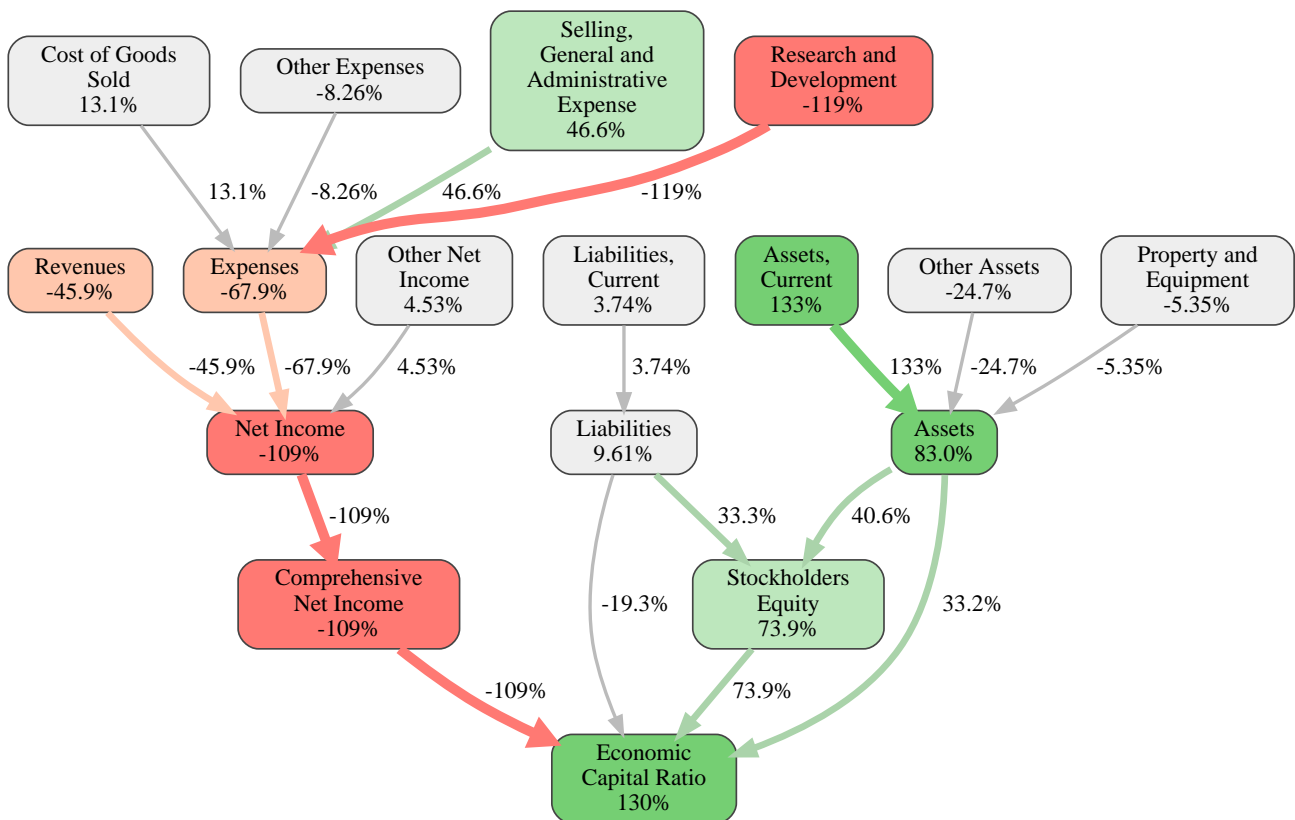 Cost of Goods
Sold
13.1%
Other Expenses
-8.26%
Selling,
General and
Administrative
Expense
46.6%
Research and
Development
-119%
13.1%
-8.26%
46.6%
-119%
Revenues
-45.9%
Expenses
-67.9%
Other Net
Income
4.53%
Liabilities,
Current
3.74%
Assets,
Current
133%
Other Assets
-24.7%
Property and
Equipment
-5.35%
-45.9%
-67.9%
4.53%
3.74%
133%
-24.7%
-5.35%
Net Income
-109%
Liabilities
9.61%
Assets
83.0%
-109%
33.3%
40.6%
Comprehensive
Net Income
-109%
-19.3%
Stockholders
Equity
73.9%
33.2%
-109%
73.9%
Economic
Capital Ratio
130%